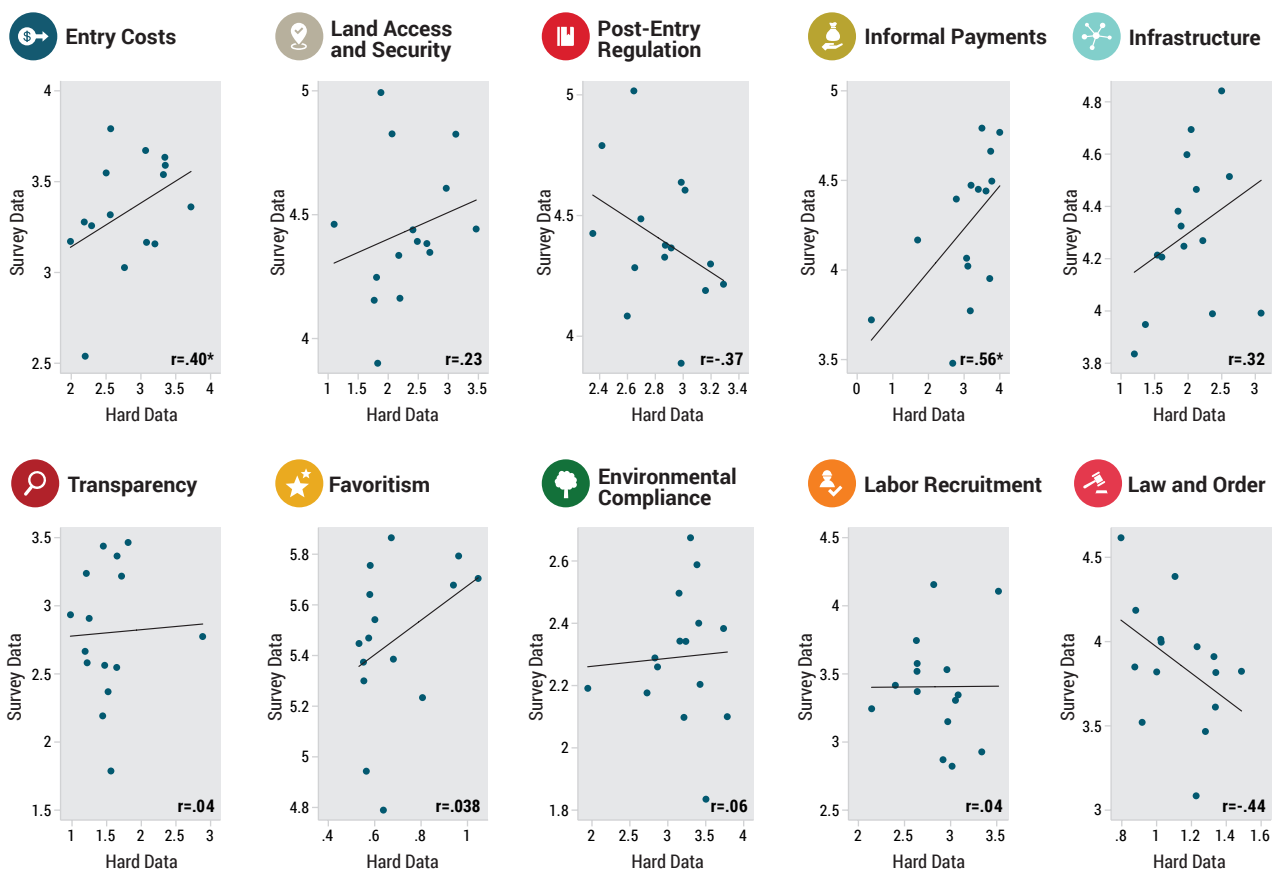 Entry Costs
Survey Data
4
3.5
3
2.5
r=.40*
2 2.5 3 3.5 4
Hard Data
Land Access
and Security
Survey Data
5
4.5
4
r=.23
1 1.5 2 2.5 3 3.5
Hard Data
Post-Entry
Regulation
Survey Data
5
4.5
4
r=-.37
2.4 2.6 2.8 3 3.2 3.4
Hard Data
Informal Payments
Survey Data
5
4.5
4
3.5
r=.56*
0 1 2 3 4
Hard Data
Infrastructure
Survey Data
4.8
4.6
4.4
4.2
4
3.8
r=.32
1 1.5 2 2.5 3
Hard Data
Transparency
Survey Data
3.5
3
2.5
2
1.5
r=.04
1 1.5 2 2.5 3
Hard Data
Favoritism
Survey Data
5.8
5.6
5.4
5.2
5
4.8
r=.038
.4 .6 .8 1
Hard Data
Environmental
Compliance
Survey Data
2.6
2.4
2.2
2
1.8
r=.06
2 2.5 3 3.5 4
Hard Data
Labor Recruitment
Survey Data
4.5
4
3.5
3
2.5
r=.04
2 2.5 3 3.5
Hard Data
Law and Order
Survey Data
4.5
4
3.5
3
r=-.44
.8 1 1.2 1.4 1.6
Hard Data